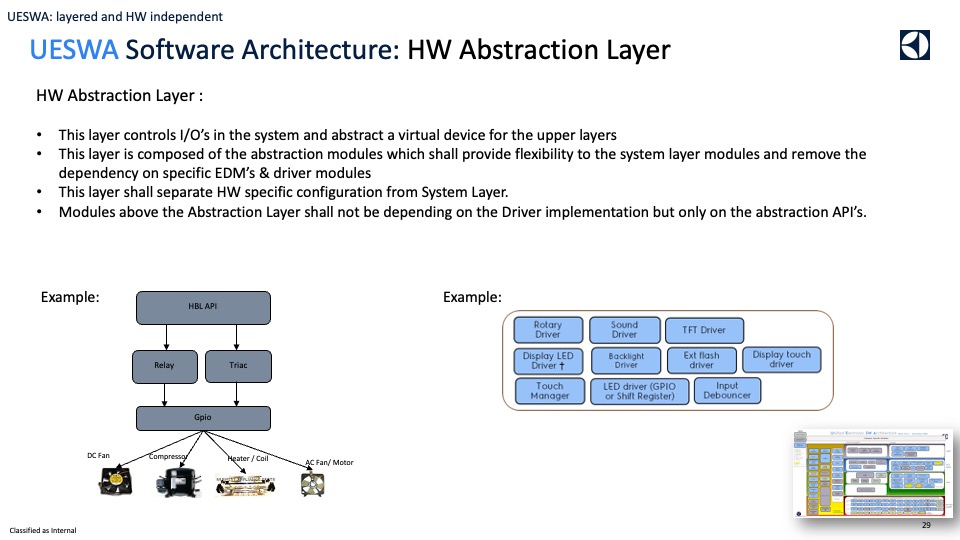 UESWA: layered and HW independent
UESWA Software Architecture: HW Abstraction Layer
HW Abstraction Layer :
• This layer controls I/O's in the system and abstract a virtual device for the upper layers
• This layer is composed of the abstraction modules which shall provide flexibility to the system layer modules and remove the
dependency on specific EDM's & driver modules
• This layer shall separate HW specific configuration from System Layer.
• Modules above the Abstraction Layer shall not be depending on the Driver implementation but only on the abstraction API's.
Example:
HBL API
Relay
Triac
Gpio
DC Fan
Compressor
Heater / Coil
AC Fan/ Motor
Example:
Rotary
Driver
Sound
Driver
TFT Driver
Display LED
Driver †
Backlight
Driver
Ext flash
driver
Display touch
driver
Touch
Manager
LED driver (GPIO
or Shift Register)
Input
Debouncer
Classified as Internal
29